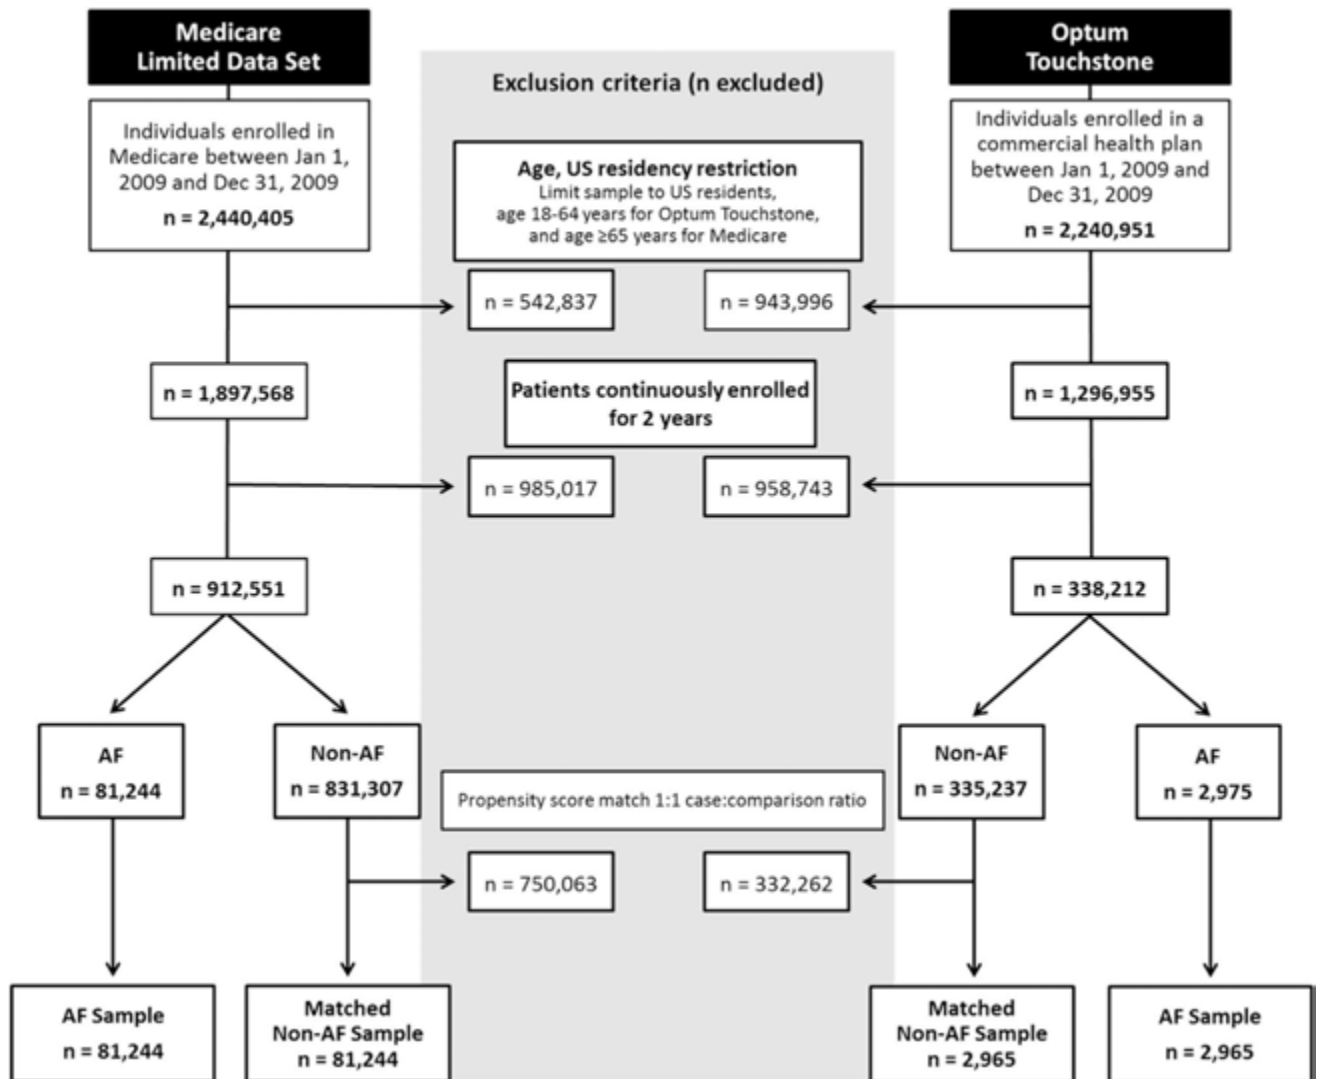 Medicare
Limited Data Set
Optum
Touchstone
Exclusion criteria (n excluded)
Individuals enrolled in
Medicare between Jan 1,
2009 and Dec 31, 2009
n = 2,440,405
Individuals enrolled in a
commercial health plan
between Jan 1, 2009 and
Dec 31, 2009
n = 2,240,951
Age, US residency restriction
Limit sample to US residents,
age 18-64 years for Optum Touchstone,
and age ≥65 years for Medicare
n = 542,837
n = 943,996
n = 1,897,568
Patients continuously enrolled
for 2 years
n = 1,296,955
n = 985,017
n = 958,743
n = 912,551
n = 338,212
AF
n = 81,244
Non-AF
n = 831,307
Non-AF
n = 335,237
AF
n = 2,975
Propensity score match 1:1 case:comparison ratio
n = 750,063
n = 332,262
AF Sample
n = 81,244
Matched
Non-AF Sample
n = 81,244
Matched
Non-AF Sample
n = 2,965
AF Sample
n = 2,965